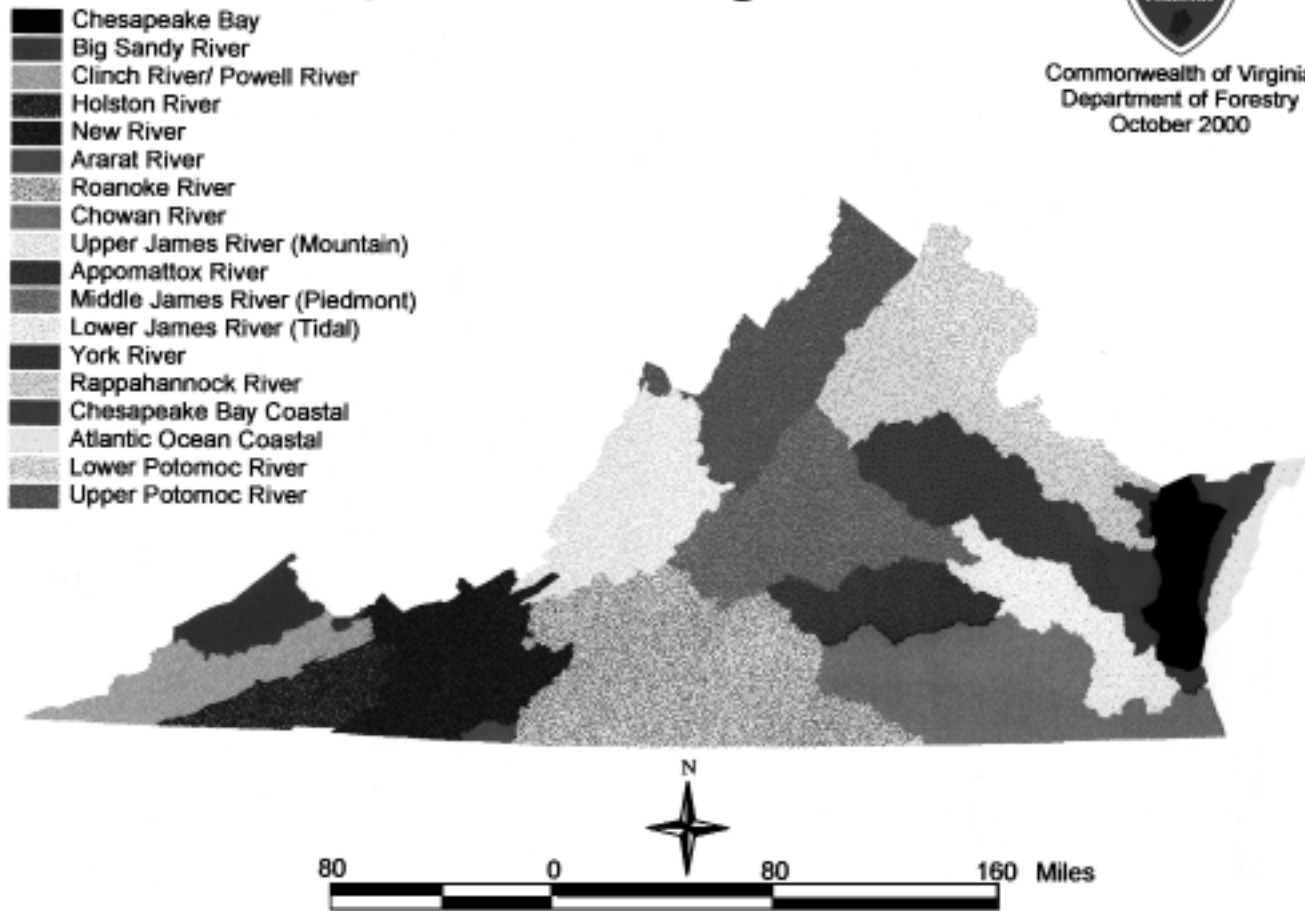 Chesapeake Bay
Big Sandy River
Clinch River/ Powell River
Holston River
New River
Ararat River
Roanoke River
Chowan River
Upper James River (Mountain)
Appomattox River
Middle James River (Piedmont)
Lower James River (Tidal)
York River
Rappahannock River
Chesapeake Bay Coastal
Atlantic Ocean Coastal
Lower Potomoc River
Upper Potomoc River
Commonwealth of Virginia
Department of Forestry
October 2000
N
80 0 80 160 Miles